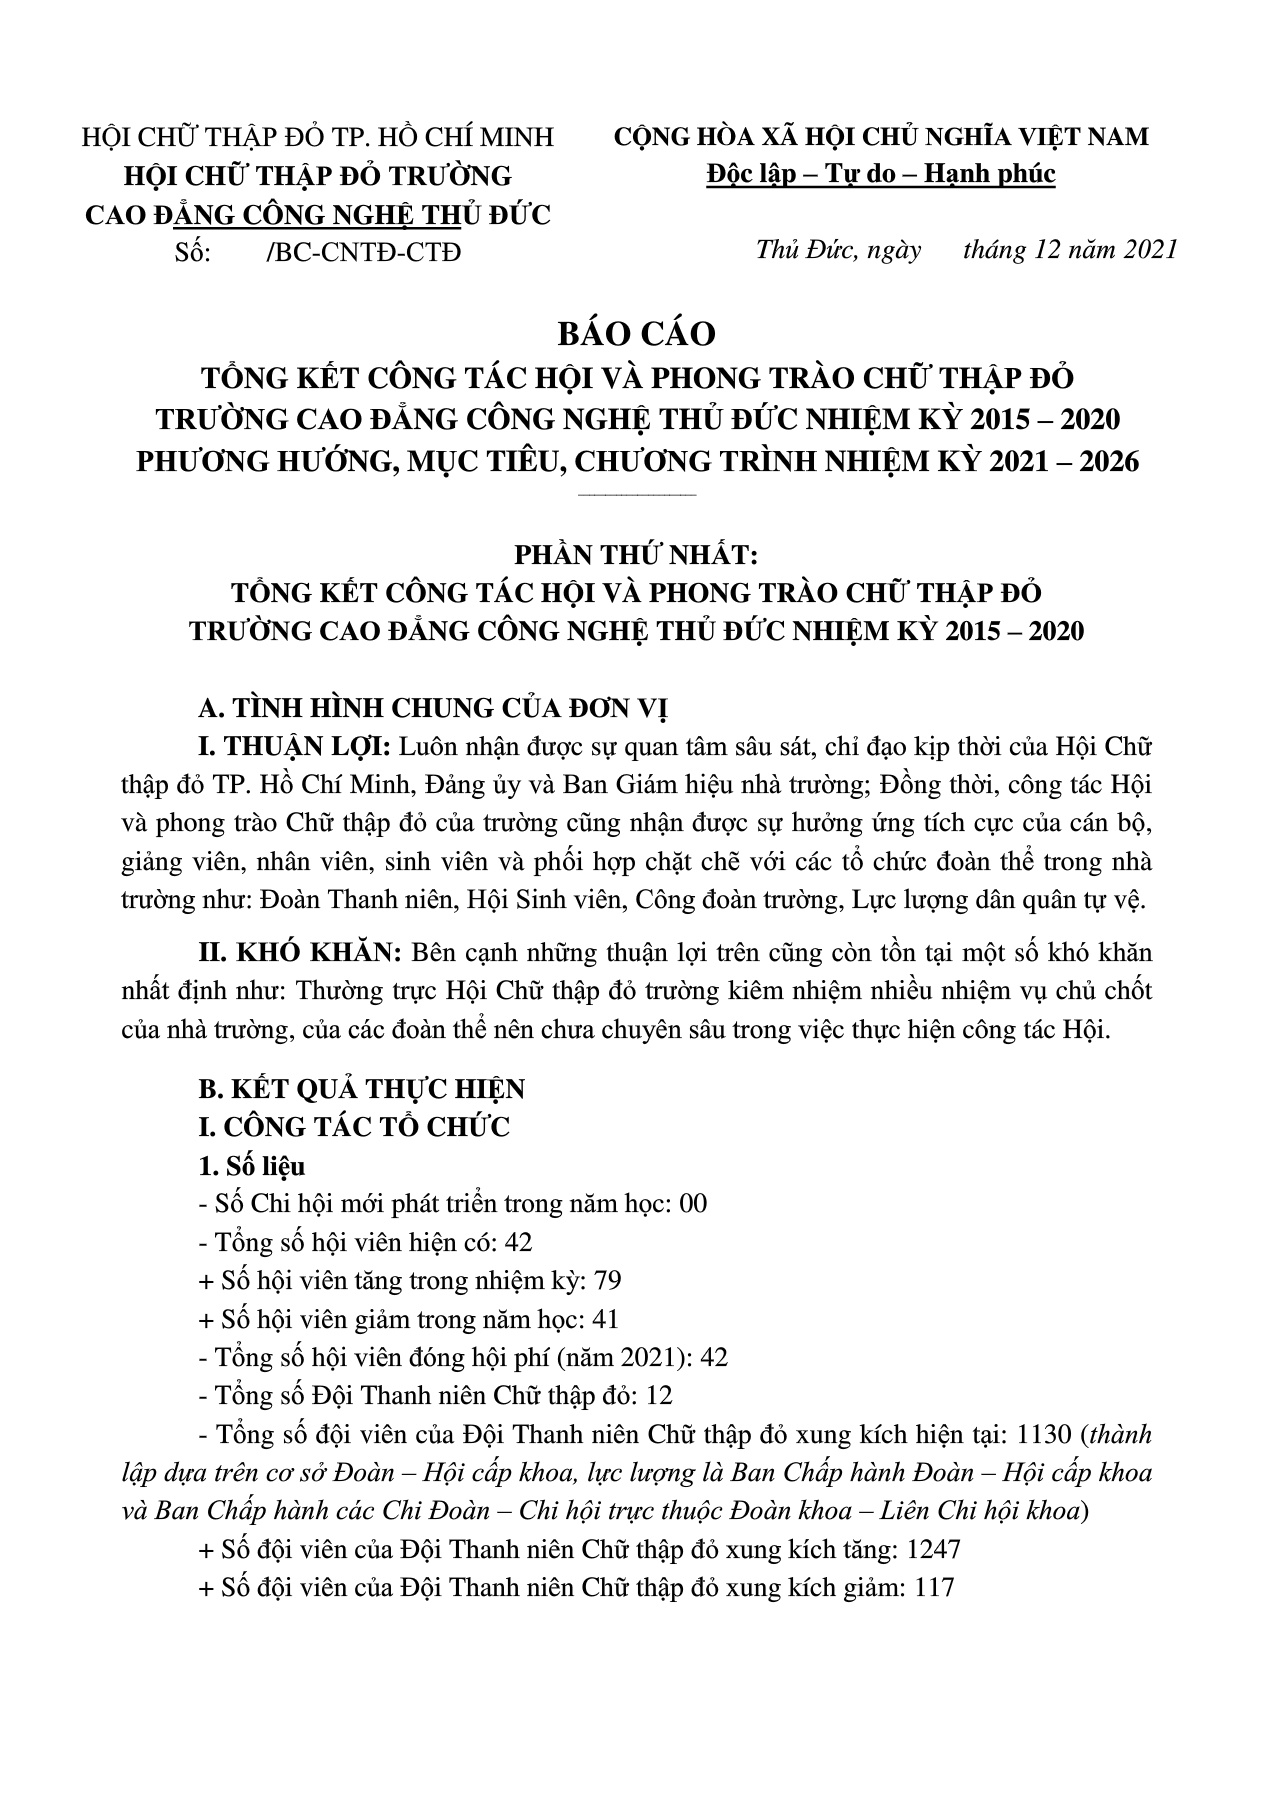 HỘI CHỮ THẬP ĐỎ TP. HỒ CHÍ MINH
HỘI CHỮ THẬP ĐỎ TRƯỜNG
CAO ĐẲNG CÔNG NGHỆ THỦ ĐỨC
Số: /BC-CNTĐ-CTĐ
CỘNG HÒA XÃ HỘI CHỦ NGHĨA VIỆT NAM
Độc lập – Tự do – Hạnh phúc
Thủ Đức, ngày tháng 12 năm 2021
BÁO CÁO
TỔNG KẾT CÔNG TÁC HỘI VÀ PHONG TRÀO CHỮ THẬP ĐỎ
TRƯỜNG CAO ĐẲNG CÔNG NGHỆ THỦ ĐỨC NHIỆM KỲ 2015 – 2020
PHƯƠNG HƯỚNG, MỤC TIÊU, CHƯƠNG TRÌNH NHIỆM KỲ 2021 – 2026
PHẦN THỨ NHẤT:
TỔNG KẾT CÔNG TÁC HỘI VÀ PHONG TRÀO CHỮ THẬP ĐỎ
TRƯỜNG CAO ĐẲNG CÔNG NGHỆ THỦ ĐỨC NHIỆM KỲ 2015 – 2020
A. TÌNH HÌNH CHUNG CỦA ĐƠN VỊ
I. THUẬN LỢI: Luôn nhận được sự quan tâm sâu sát, chỉ đạo kịp thời của Hội Chữ
thập đỏ TP. Hồ Chí Minh, Đảng ủy và Ban Giám hiệu nhà trường; Đồng thời, công tác Hội
và phong trào Chữ thập đỏ của trường cũng nhận được sự hưởng ứng tích cực của cán bộ,
giảng viên, nhân viên, sinh viên và phối hợp chặt chẽ với các tổ chức đoàn thể trong nhà
trường như: Đoàn Thanh niên, Hội Sinh viên, Công đoàn trường, Lực lượng dân quân tự vệ.
II. KHÓ KHĂN: Bên cạnh những thuận lợi trên cũng còn tồn tại một số khó khăn
nhất định như: Thường trực Hội Chữ thập đỏ trường kiêm nhiệm nhiều nhiệm vụ chủ chốt
của nhà trường, của các đoàn thể nên chưa chuyên sâu trong việc thực hiện công tác Hội.
B. KẾT QUẢ THỰC HIỆN
I. CÔNG TÁC TỔ CHỨC
1. Số liệu
- Số Chi hội mới phát triển trong năm học: 00
- Tổng số hội viên hiện có: 42
+ Số hội viên tăng trong nhiệm kỳ: 79
+ Số hội viên giảm trong năm học: 41
- Tổng số hội viên đóng hội phí (năm 2021): 42
- Tổng số Đội Thanh niên Chữ thập đỏ: 12
- Tổng số đội viên của Đội Thanh niên Chữ thập đỏ xung kích hiện tại: 1130 (thành
lập dựa trên cơ sở Đoàn – Hội cấp khoa, lực lượng là Ban Chấp hành Đoàn – Hội cấp khoa
và Ban Chấp hành các Chi Đoàn – Chi hội trực thuộc Đoàn khoa – Liên Chi hội khoa)
+ Số đội viên của Đội Thanh niên Chữ thập đỏ xung kích tăng: 1247
+ Số đội viên của Đội Thanh niên Chữ thập đỏ xung kích giảm: 117